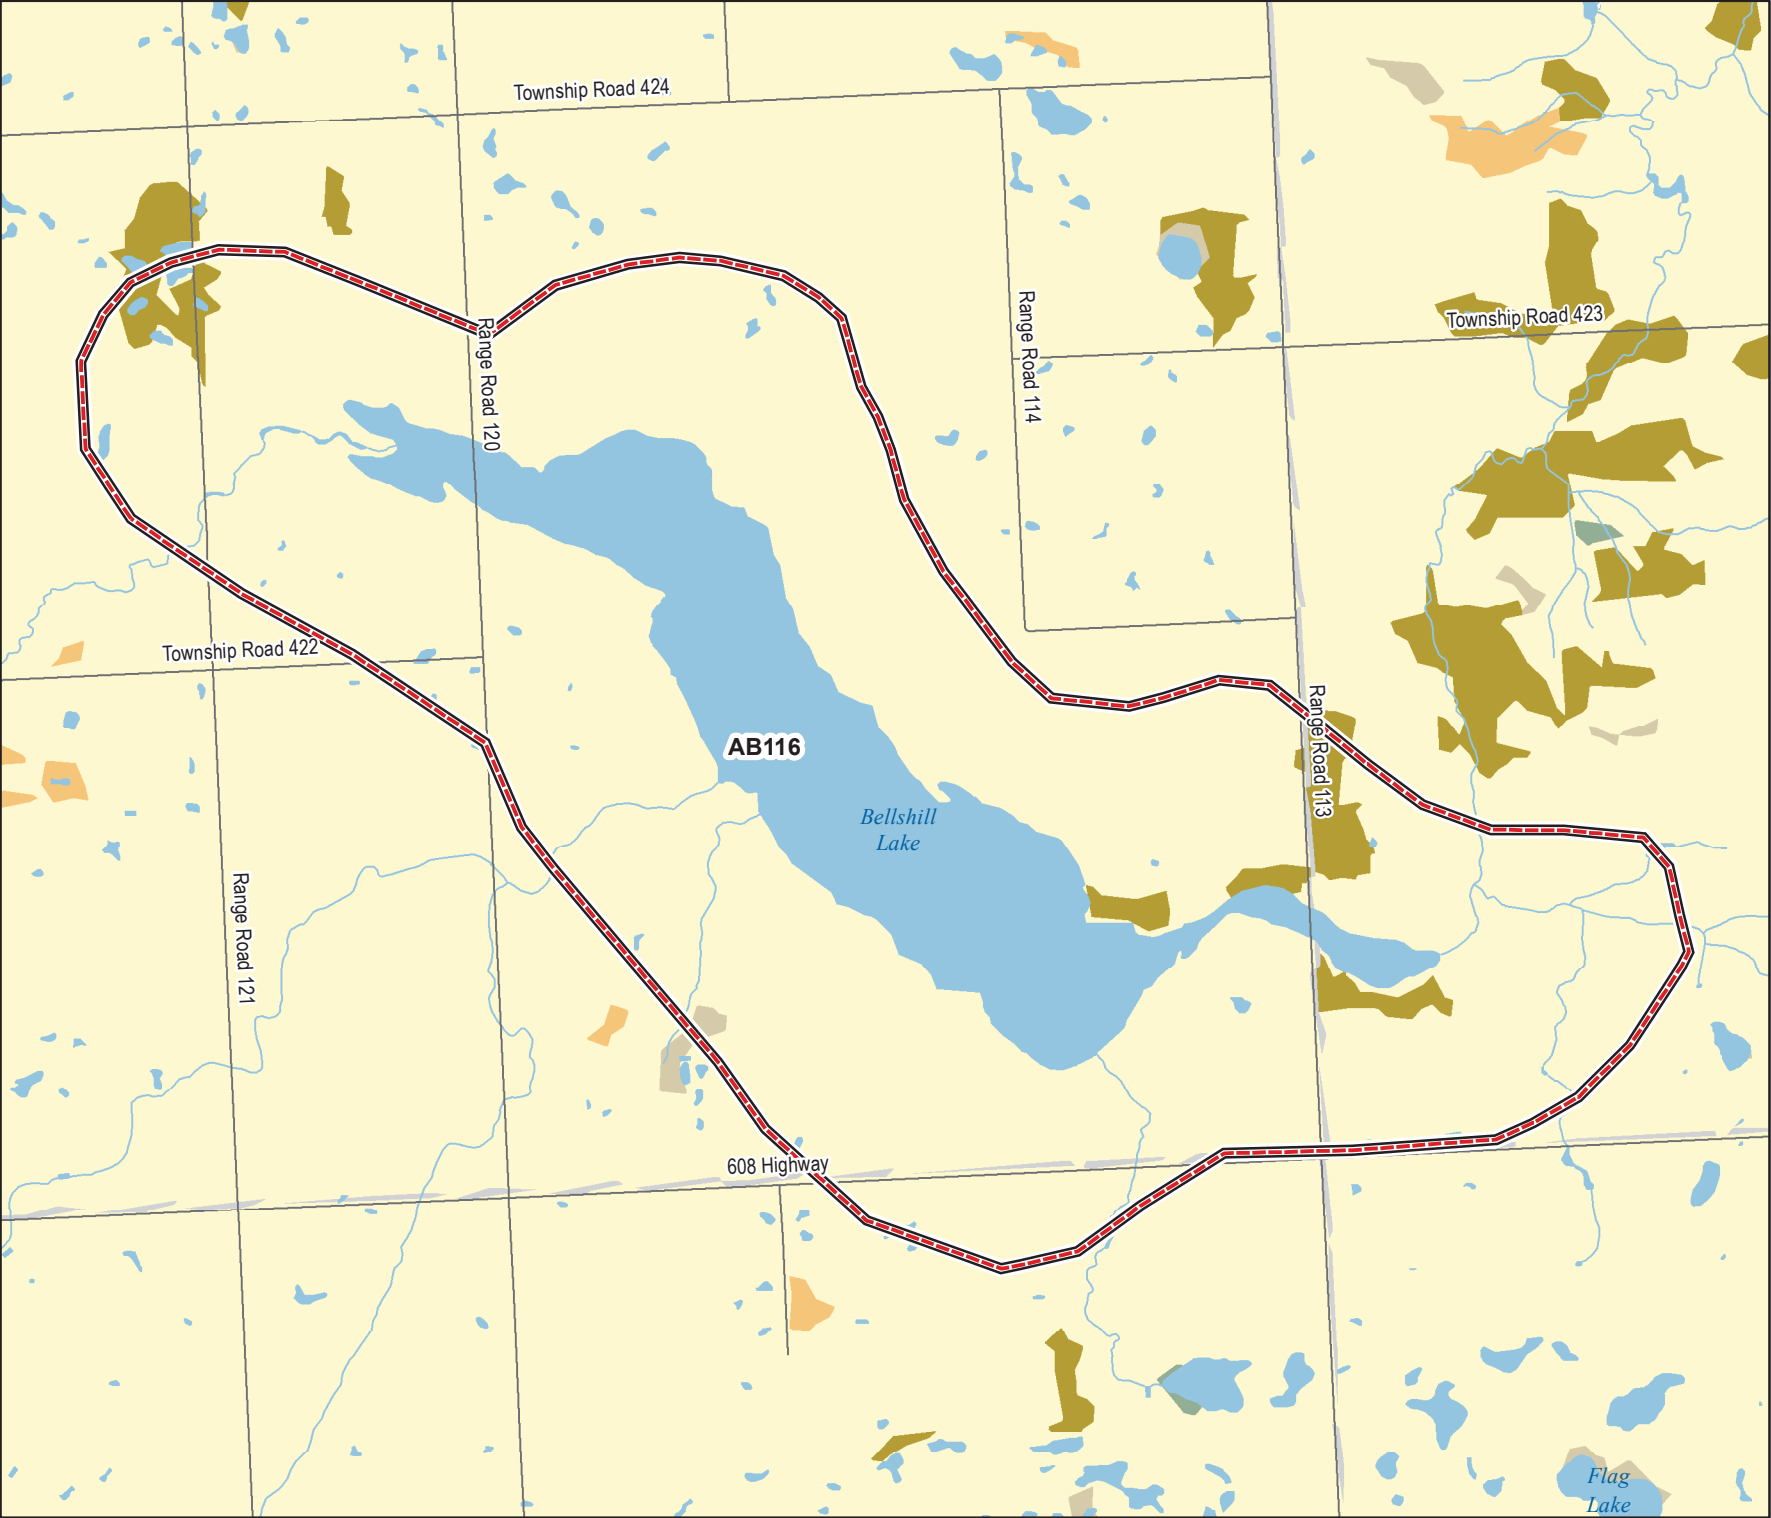 Township Road 424
Range Road 114
Township Road 423
Range Road 120
Township Road 422
Range Road 113
AB116
Bellshill
Lake
Range Road 121
608 Highway
Flag
Lake